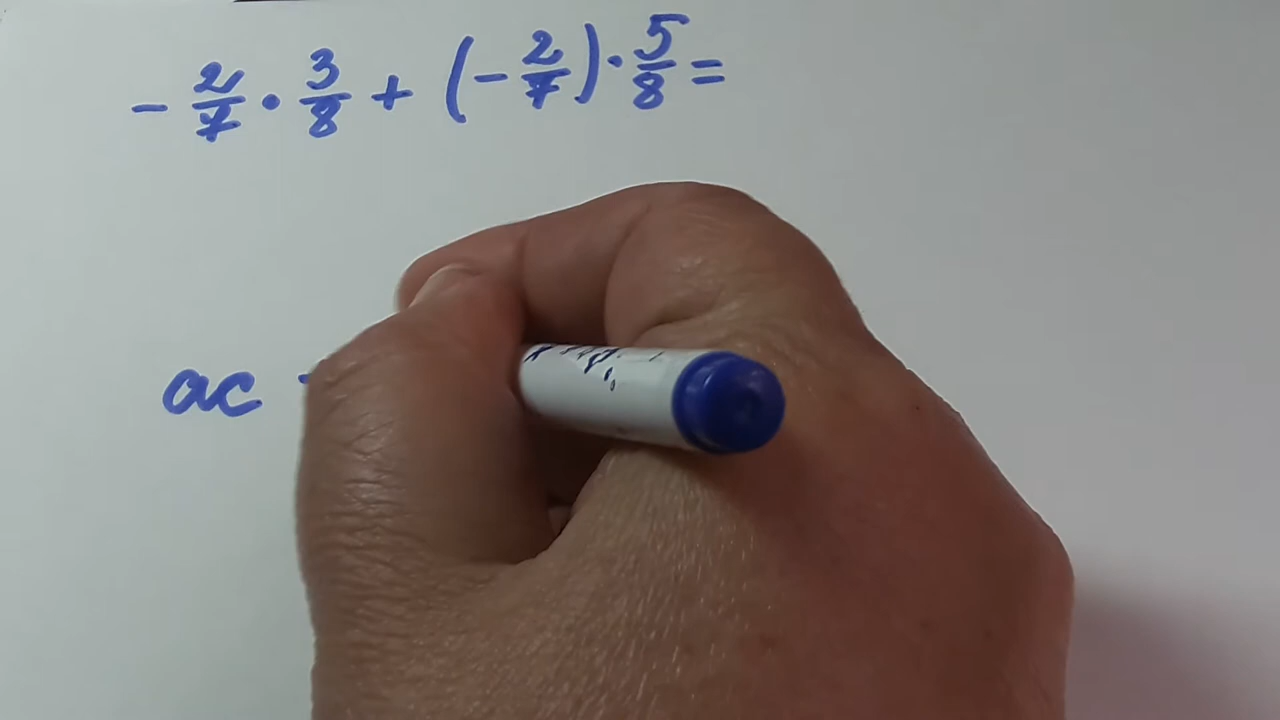 - 2/7 · 3/8 + (- 2/7) · 5/8 =
ac